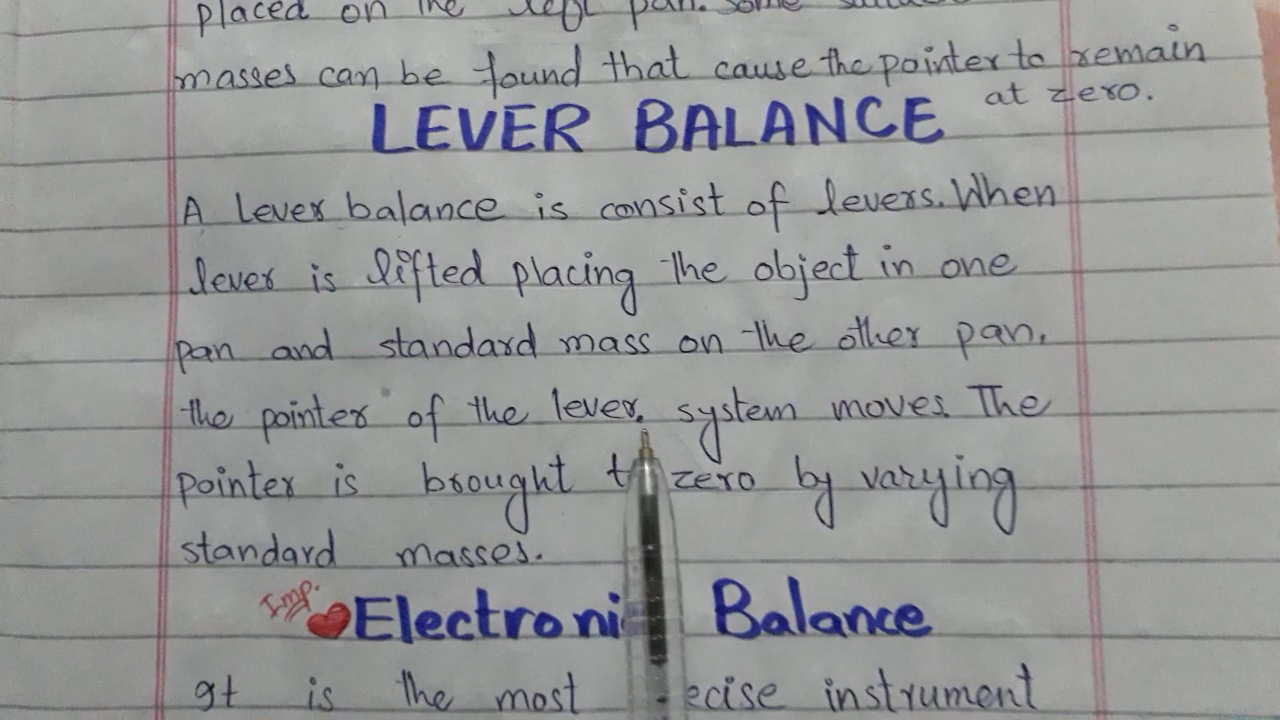 placed on the left pan. Some
masses can be found that cause the pointer to remain
at zero.
LEVER BALANCE
A Lever balance is consist of levers. When
lever is lifted placing the object in one
pan and standard mass on the other pan,
the pointer of the lever, system moves. The
pointer is brought t zero by varying
standard masses.
Imp.
Electroni Balance
It is the most ecise instrument